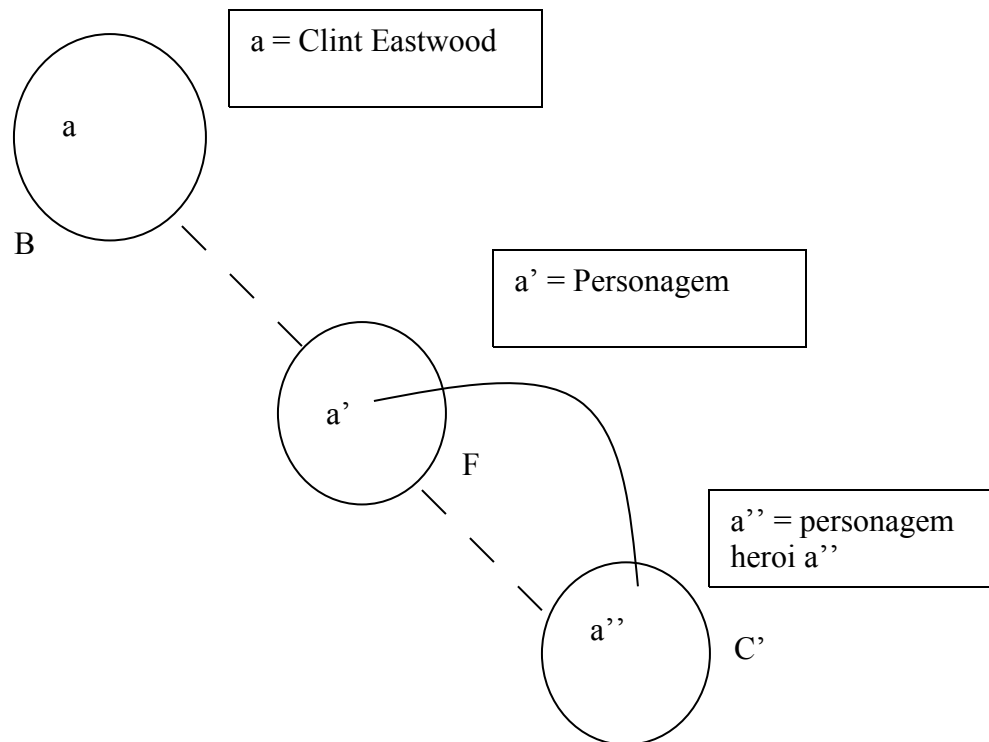 a = Clint Eastwood
a
B
a’ = Personagem
a’
F
a’’ = personagem
heroi a’’
a’’
C’